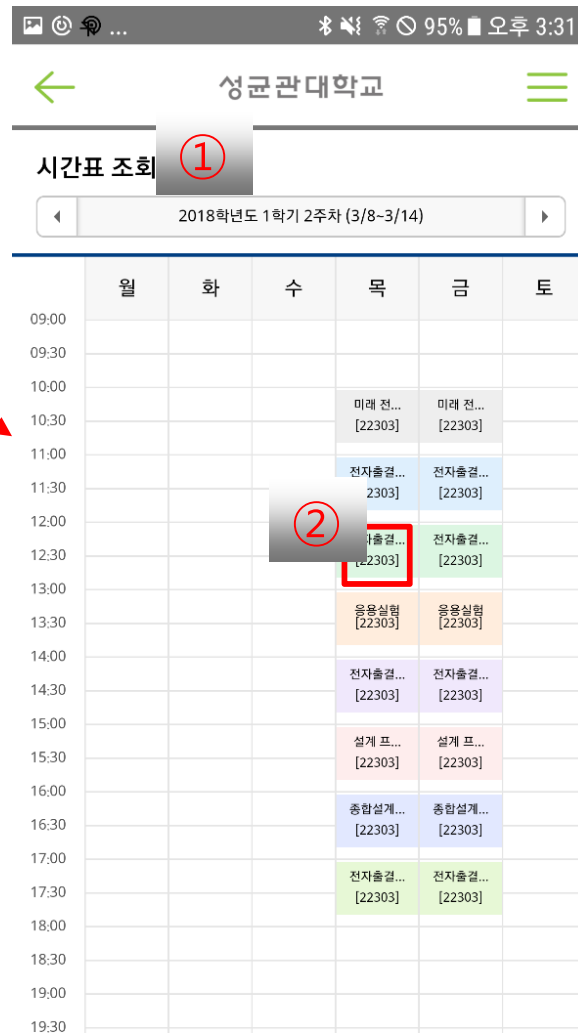 ... 95% 오후 3:31
성균관대학교
시간표 조회 ①
2018학년도 1학기 2주차 (3/8~3/14)
월 화 수 목 금 토
09:00
09:30
10:00
미래 전... 미래 전...
10:30 [22303] [22303]
11:00
전자출결... 전자출결...
11:30 2303] [22303]
12:00
② 자출결... 전자출결...
12:30 [22303] [22303]
13:00
응용실험 응용실험
13:30 [22303] [22303]
14:00
전자출결... 전자출결...
14:30 [22303] [22303]
15:00
설계 프... 설계 프...
15:30 [22303] [22303]
16:00
종합설계... 종합설계...
16:30 [22303] [22303]
17:00
전자출결... 전자출결...
17:30 [22303] [22303]
18:00
18:30
19:00
19:30